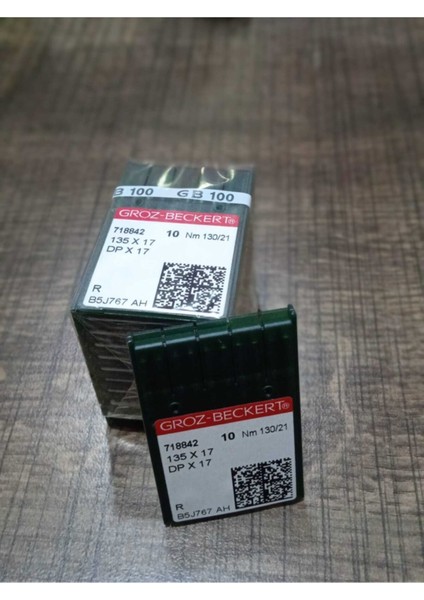 B 100 GB 100
GROZ-BECKERT®
718842 10 Nm 130/21
135 X 17
DP X 17
R
B5J767 AH
GROZ-BECKERT®
718842 10 Nm 130/21
135 X 17
DP X 17
R
B5J767 AH